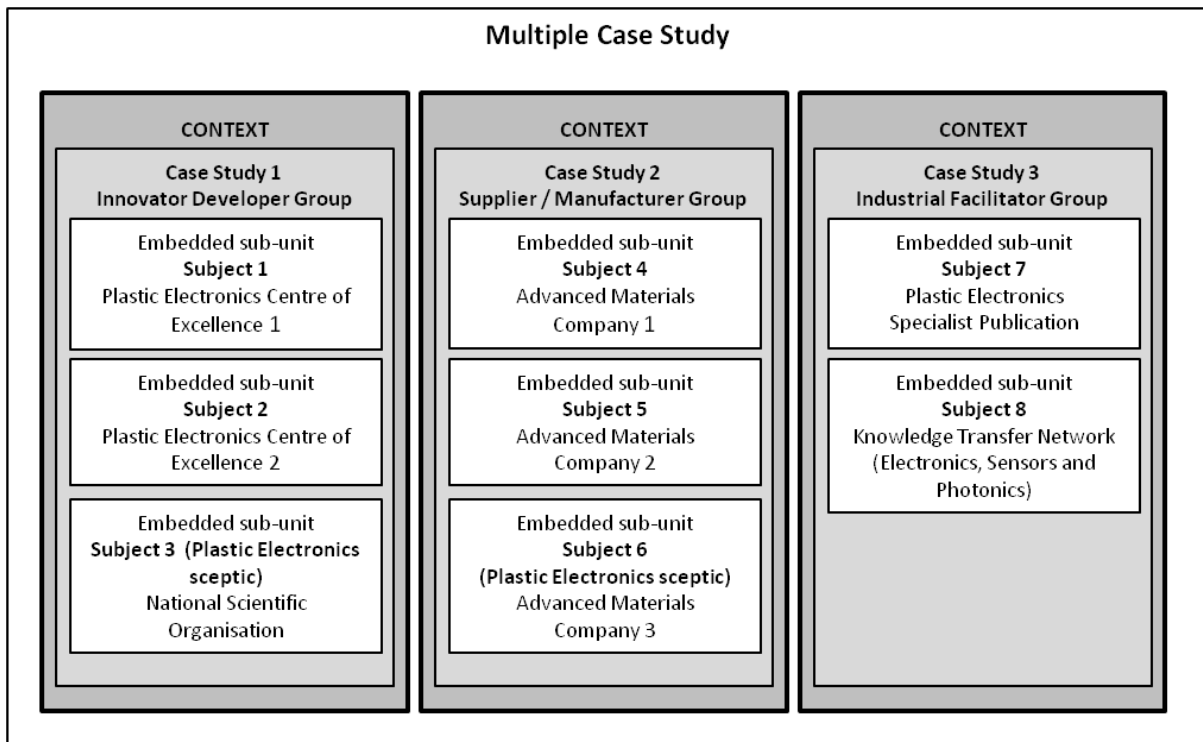 Multiple Case Study
CONTEXT
Case Study 1
Innovator Developer Group
Embedded sub-unit
Subject 1
Plastic Electronics Centre of
Excellence 1
Embedded sub-unit
Subject 2
Plastic Electronics Centre of
Excellence 2
Embedded sub-unit
Subject 3 (Plastic Electronics
sceptic)
National Scientific
Organisation
CONTEXT
Case Study 2
Supplier / Manufacturer Group
Embedded sub-unit
Subject 4
Advanced Materials
Company 1
Embedded sub-unit
Subject 5
Advanced Materials
Company 2
Embedded sub-unit
Subject 6
(Plastic Electronics sceptic)
Advanced Materials
Company 3
CONTEXT
Case Study 3
Industrial Facilitator Group
Embedded sub-unit
Subject 7
Plastic Electronics
Specialist Publication
Embedded sub-unit
Subject 8
Knowledge Transfer Network
(Electronics, Sensors and
Photonics)